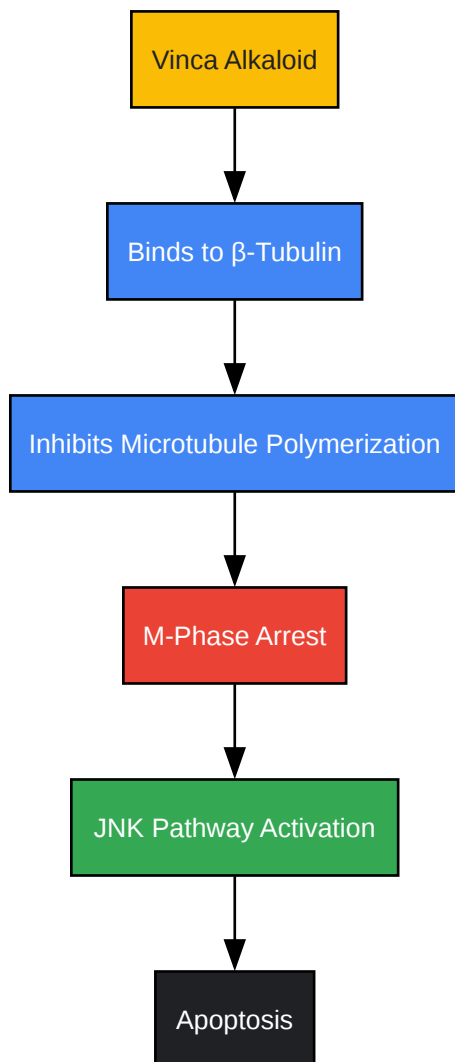 Vinca Alkaloid
Binds to β-Tubulin
Inhibits Microtubule Polymerization
M-Phase Arrest
JNK Pathway Activation
Apoptosis